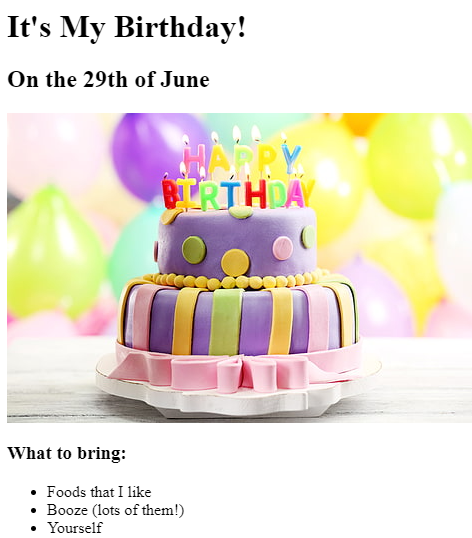 It's My Birthday!
On the 29th of June
HAPPY
BIRTHDAY
What to bring:
Foods that I like
Booze (lots of them!)
Yourself